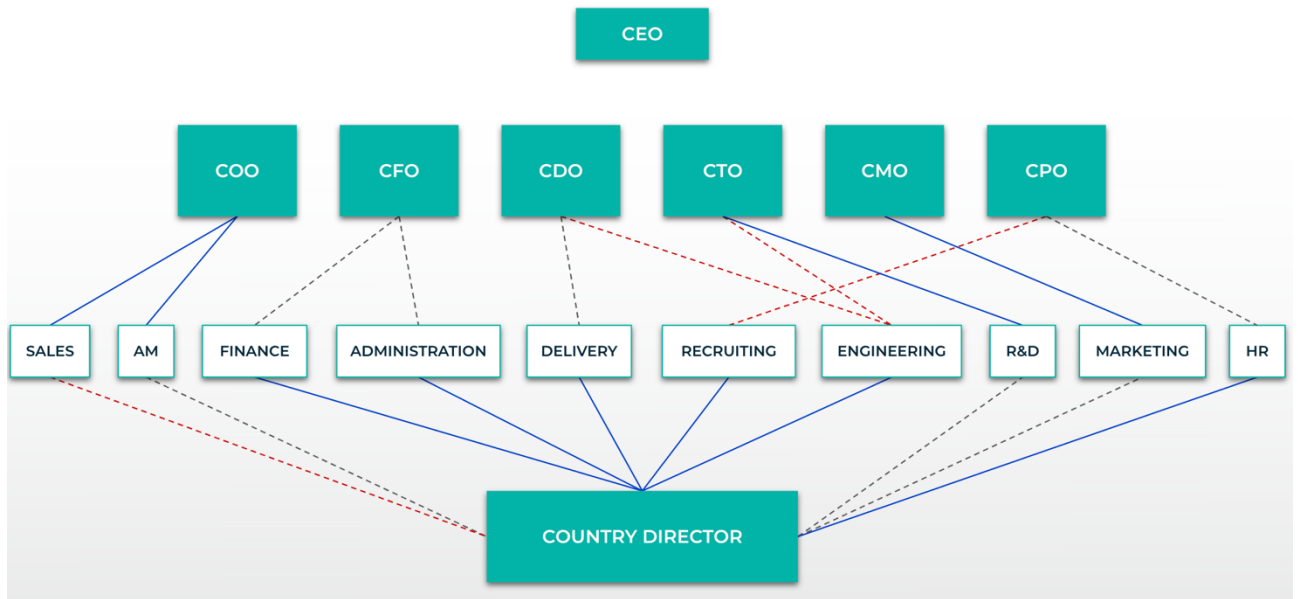 CEO
COO
CFO
CDO
CTO
CMO
CPO
SALES
AM
FINANCE
ADMINISTRATION
DELIVERY
RECRUITING
ENGINEERING
R&D
MARKETING
HR
COUNTRY DIRECTOR